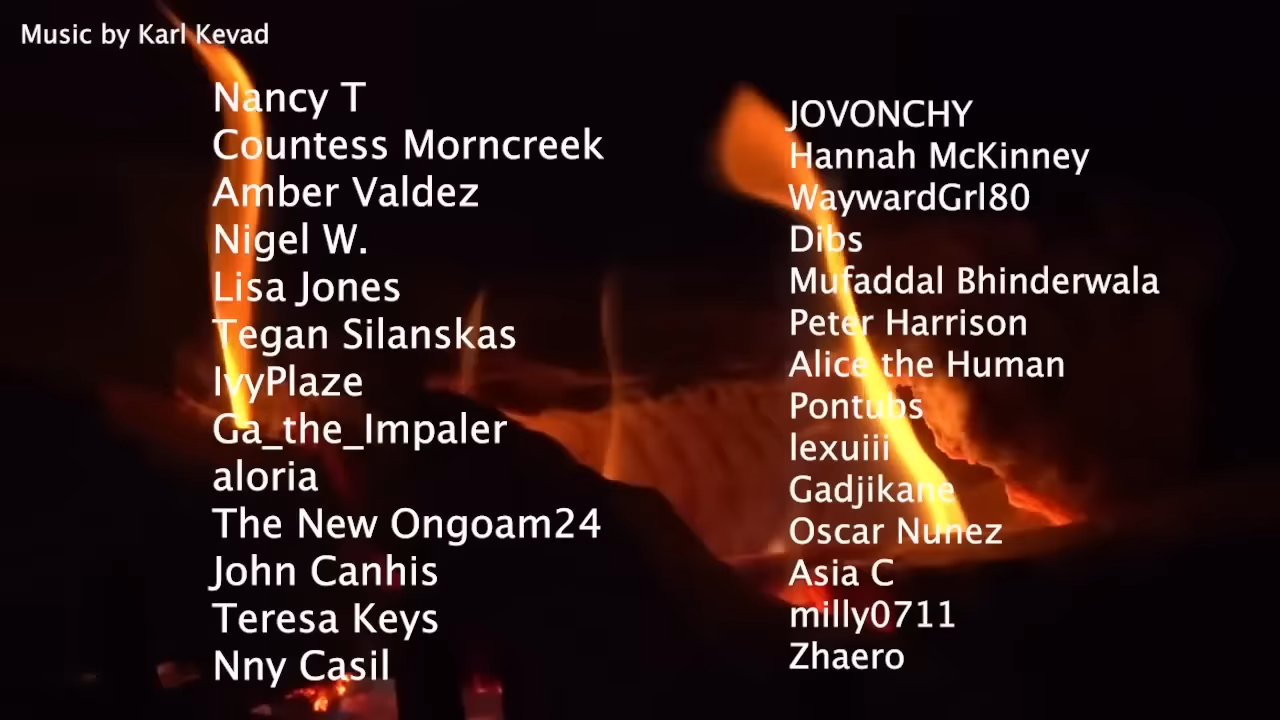 Music by Karl Kevad
Nancy T
Countess Morncreek
Amber Valdez
Nigel W.
Lisa Jones
Tegan Silanskas
IvyPlaze
Ga_the_Impaler
aloria
The New Ongoam24
John Canhis
Teresa Keys
Nny Casil
JOVONCHY
Hannah McKinney
WaywardGrl80
Dibs
Mufaddal Bhinderwala
Peter Harrison
Alice the Human
Pontubs
lexuiii
Gadjikane
Oscar Nunez
Asia C
milly0711
Zhaero